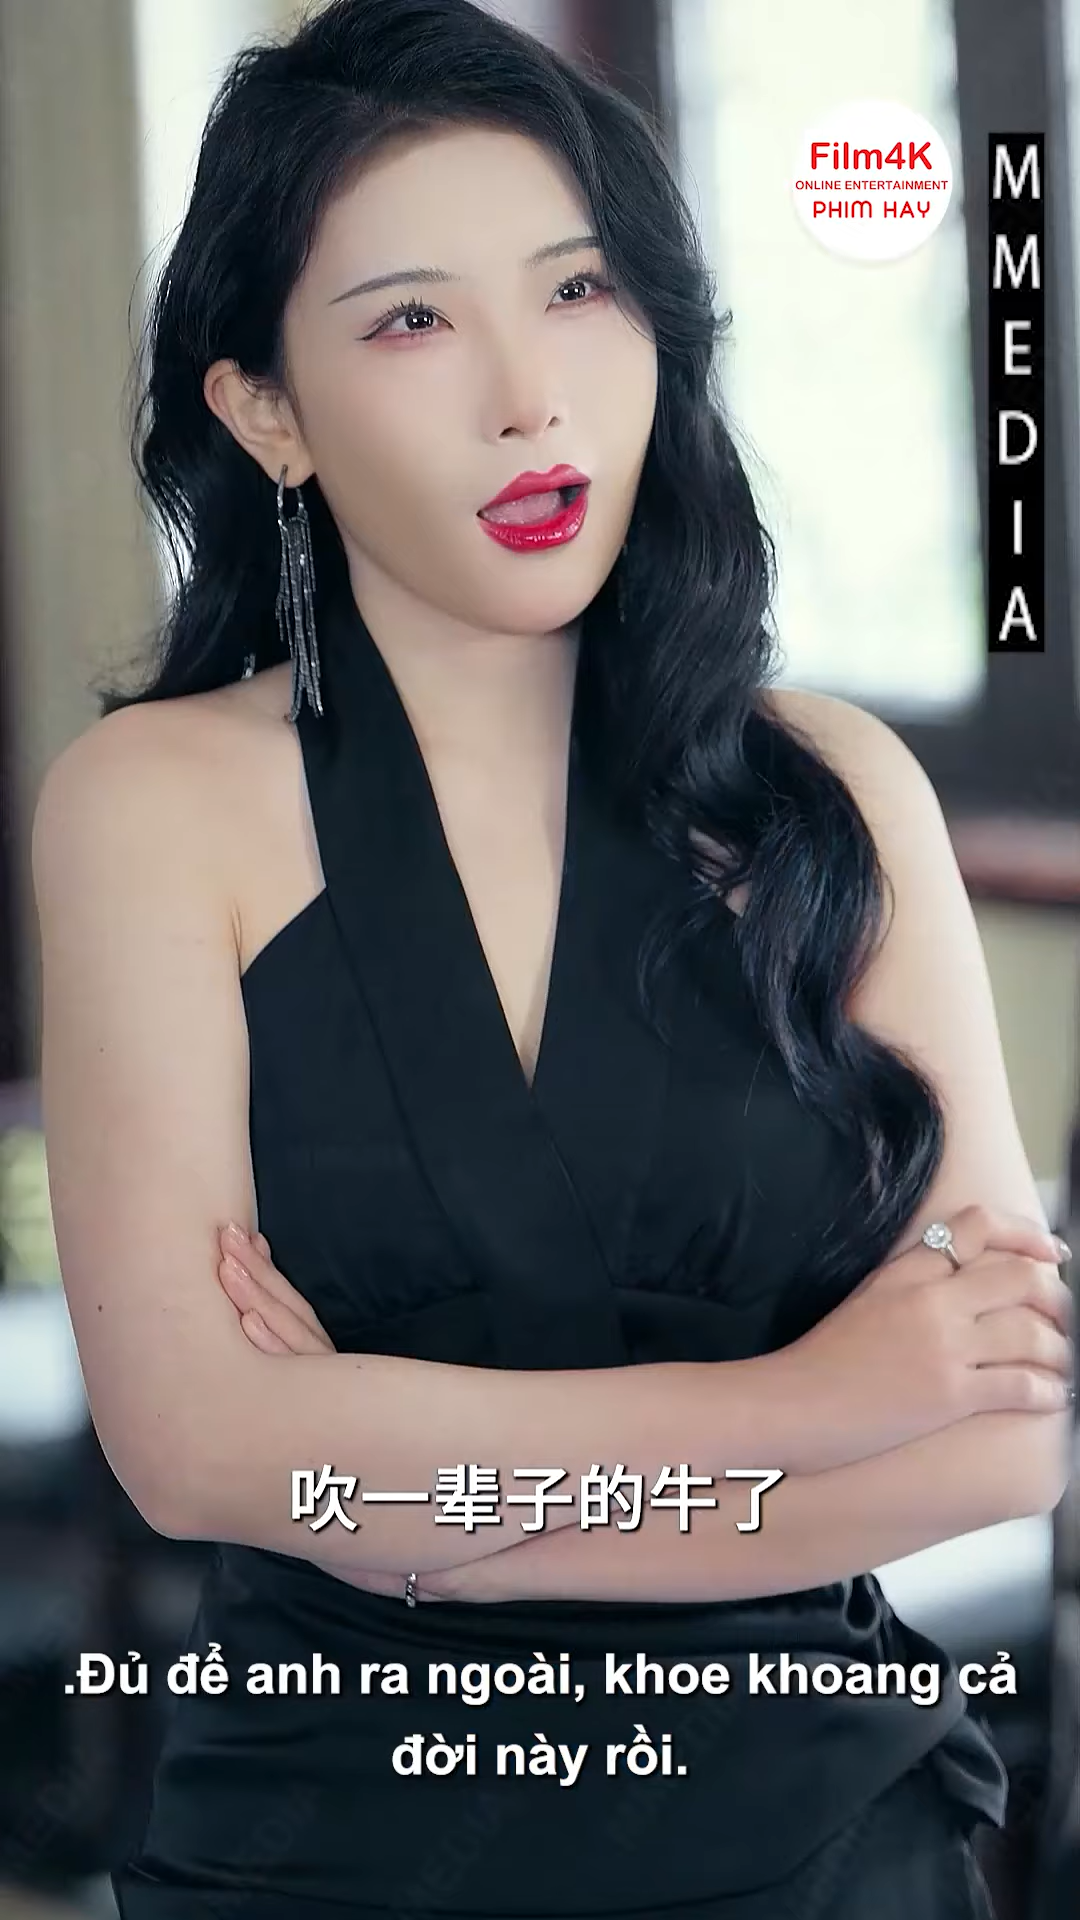 Film4K
ONLINE ENTERTAINMENT
PHIM HAY
MMEDIA
吹一辈子的牛了
.Đủ để anh ra ngoài, khoe khoang cả
đời này rồi.